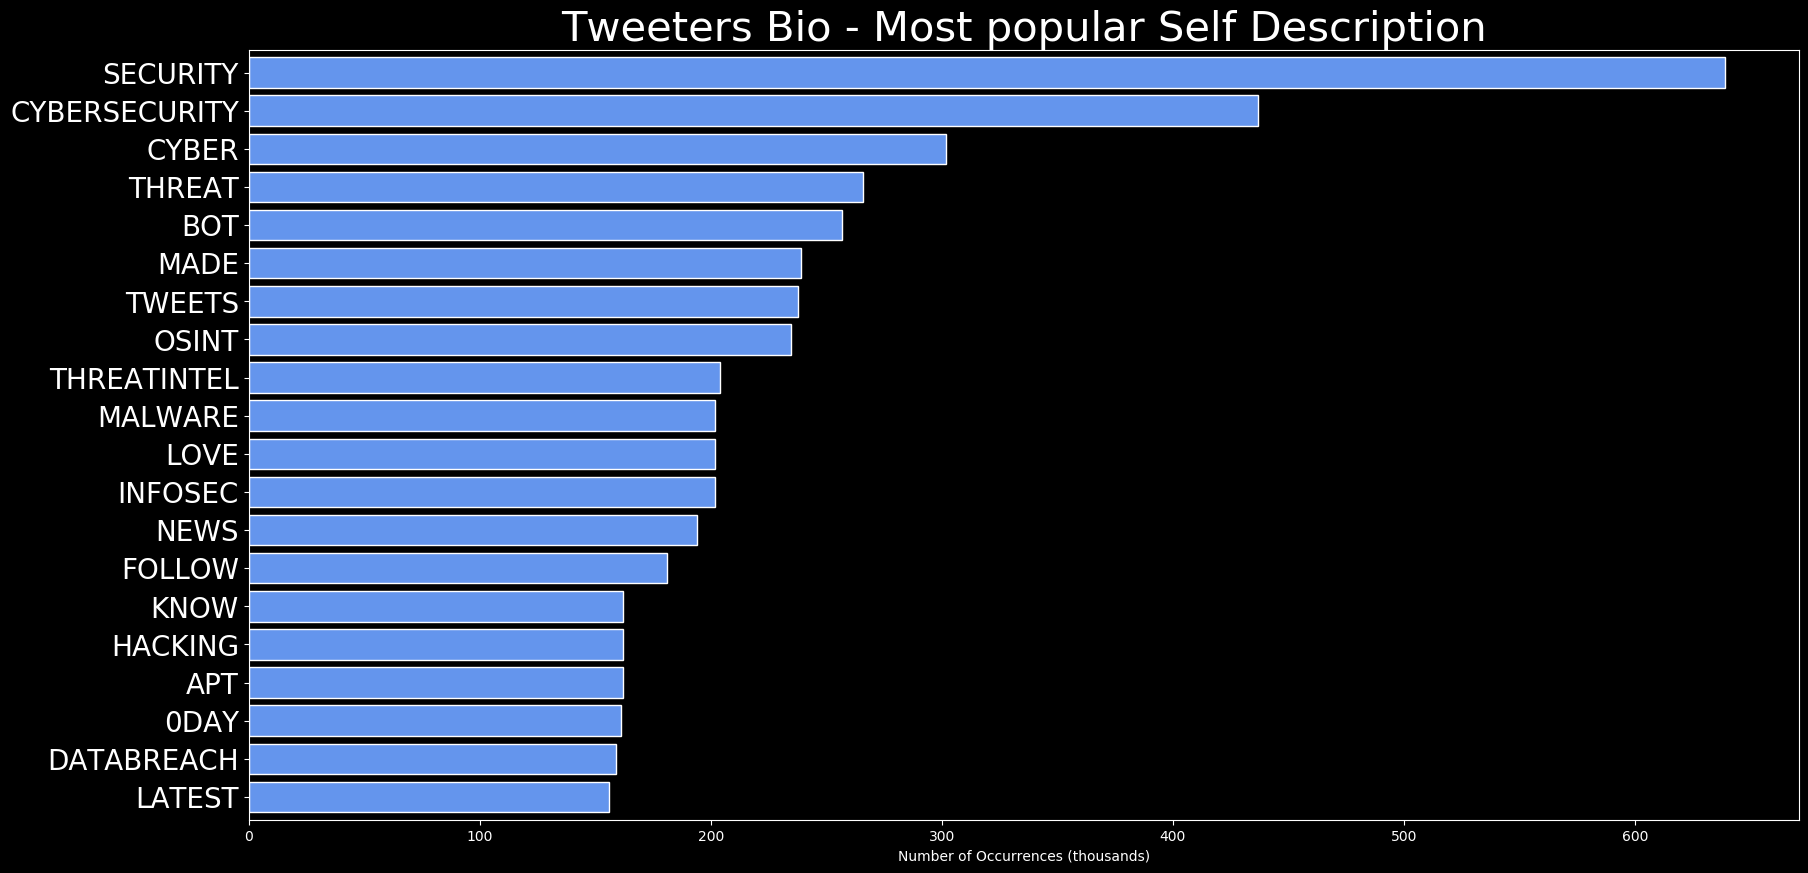 Tweeters Bio - Most popular Self Description
SECURITY
CYBERSECURITY
CYBER
THREAT
BOT
MADE
TWEETS
OSINT
THREATINTEL
MALWARE
LOVE
INFOSEC
NEWS
FOLLOW
KNOW
HACKING
APT
0DAY
DATABREACH
LATEST
0 100 200 300 400 500 600
Number of Occurrences (thousands)